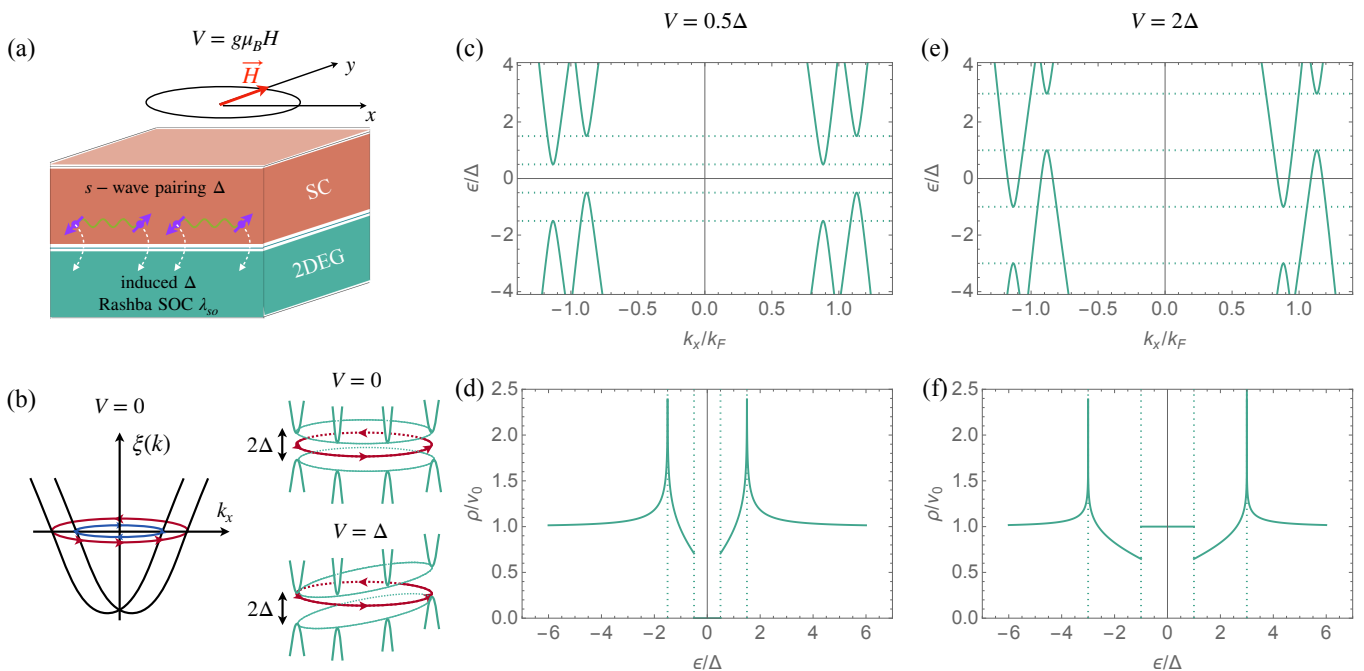 (a)
V = gμ_B H
H⃗
y
x
s − wave pairing Δ
SC
induced Δ
Rashba SOC λ_so
2DEG
(b)
V = 0
ξ(k)
k_x
V = 0
2Δ
V = Δ
2Δ
V = 0.5Δ
(c)
ϵ/Δ
4
2
0
−2
−4
−1.0 −0.5 0.0 0.5 1.0
k_x/k_F
(d)
ρ/ν_0
2.5
2.0
1.5
1.0
0.5
0.0
−6 −4 −2 0 2 4 6
ϵ/Δ
V = 2Δ
(e)
ϵ/Δ
4
2
0
−2
−4
−1.0 −0.5 0.0 0.5 1.0
k_x/k_F
(f)
ρ/ν_0
2.5
2.0
1.5
1.0
0.5
0.0
−6 −4 −2 0 2 4 6
ϵ/Δ